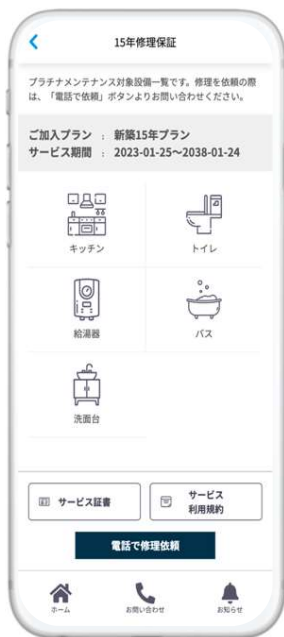 15年修理保証
プラチナメンテナンス対象設備一覧です。修理を依頼の際
は、「電話で依頼」ボタンよりお問い合わせください。
ご加入プラン : 新築15年プラン
サービス期間 : 2023-01-25~2038-01-24
キッチン
トイレ
給湯器
バス
洗面台
サービス証書
サービス
利用規約
電話で修理依頼
ホーム
お問い合わせ
お知らせ